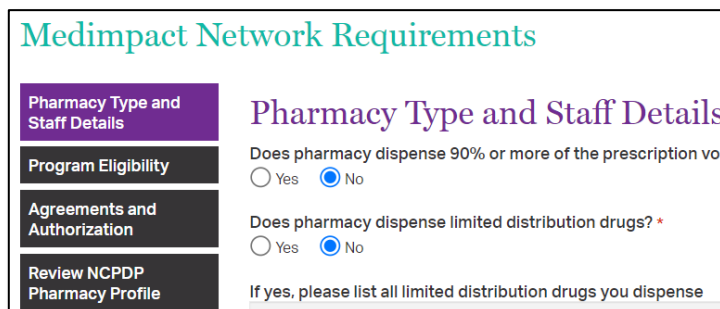 Medimpact Network Requirements
Pharmacy Type and
Staff Details
Program Eligibility
Agreements and
Authorization
Review NCPDP
Pharmacy Profile
Pharmacy Type and Staff Details
Does pharmacy dispense 90% or more of the prescription vo
Yes No
Does pharmacy dispense limited distribution drugs? *
Yes No
If yes, please list all limited distribution drugs you dispense